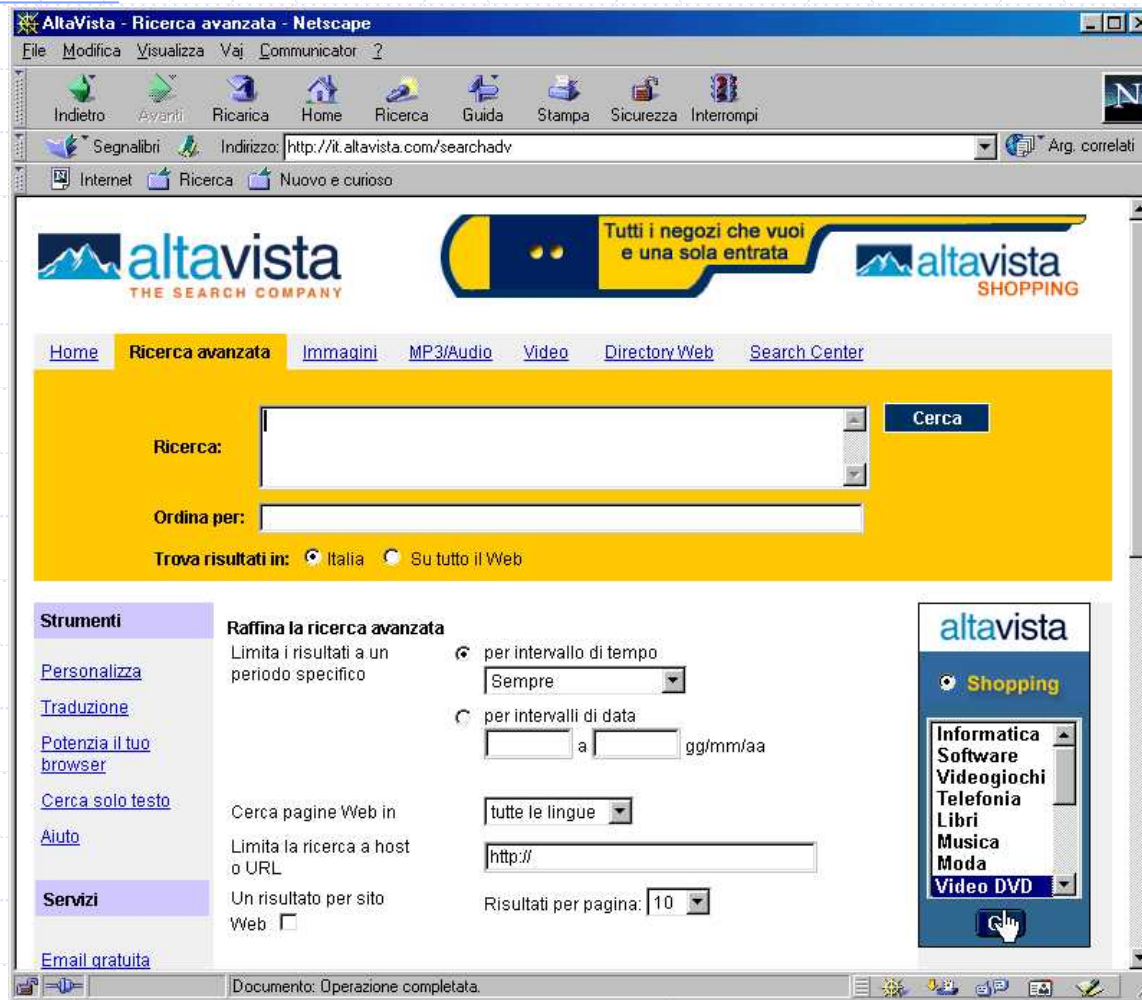 AltaVista - Ricerca avanzata - Netscape
File Modifica Visualizza Vai Communicator ?
Indietro Avanti Ricarica Home Ricerca Guida Stampa Sicurezza Interrompi
N
Segnalibri Indirizzo: http://it.altavista.com/searchadv Arg. correlati
Internet Ricerca Nuovo e curioso
altavista
THE SEARCH COMPANY
Tutti i negozi che vuoi
e una sola entrata
altavista
SHOPPING
Home Ricerca avanzata Immagini MP3/Audio Video Directory Web Search Center
Ricerca: Cerca
Ordina per:
Trova risultati in: Italia Su tutto il Web
Strumenti
Personalizza
Traduzione
Potenzia il tuo
browser
Cerca solo testo
Aiuto
Servizi
Email gratuita
Raffina la ricerca avanzata
Limita i risultati a un
periodo specifico
per intervallo di tempo
Sempre
per intervalli di data
a gg/mm/aa
Cerca pagine Web in tutte le lingue
Limita la ricerca a host
o URL
http://
Un risultato per sito
Web
Risultati per pagina: 10
altavista
Shopping
Informatica
Software
Videogiochi
Telefonia
Libri
Musica
Moda
Video DVD
Documento: Operazione completata.